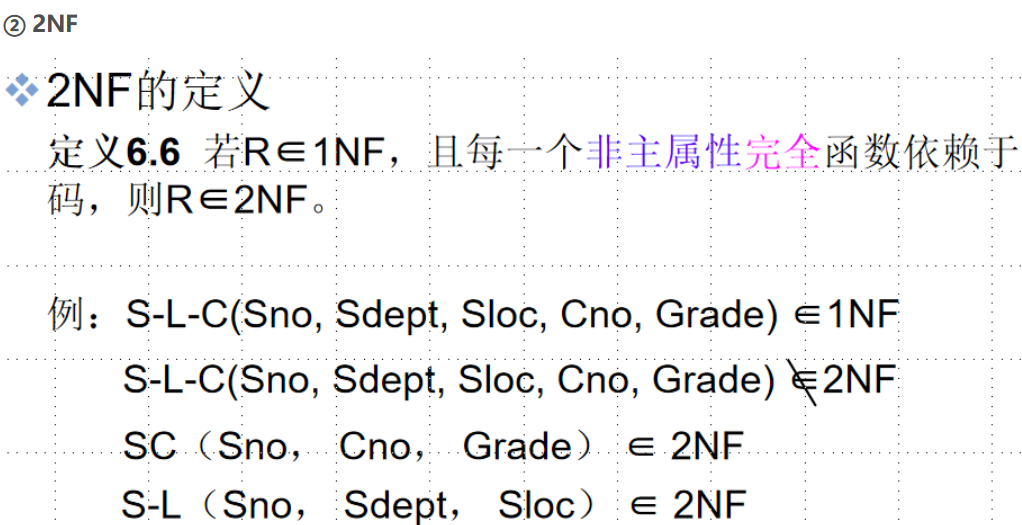 ② 2NF
2NF的定义
定义6.6 若R∈1NF，且每一个非主属性完全函数依赖于
码，则R∈2NF。
例：S-L-C(Sno, Sdept, Sloc, Cno, Grade) ∈1NF
S-L-C(Sno, Sdept, Sloc, Cno, Grade) ∉2NF
SC（Sno， Cno， Grade） ∈ 2NF
S-L（Sno， Sdept， Sloc） ∈ 2NF